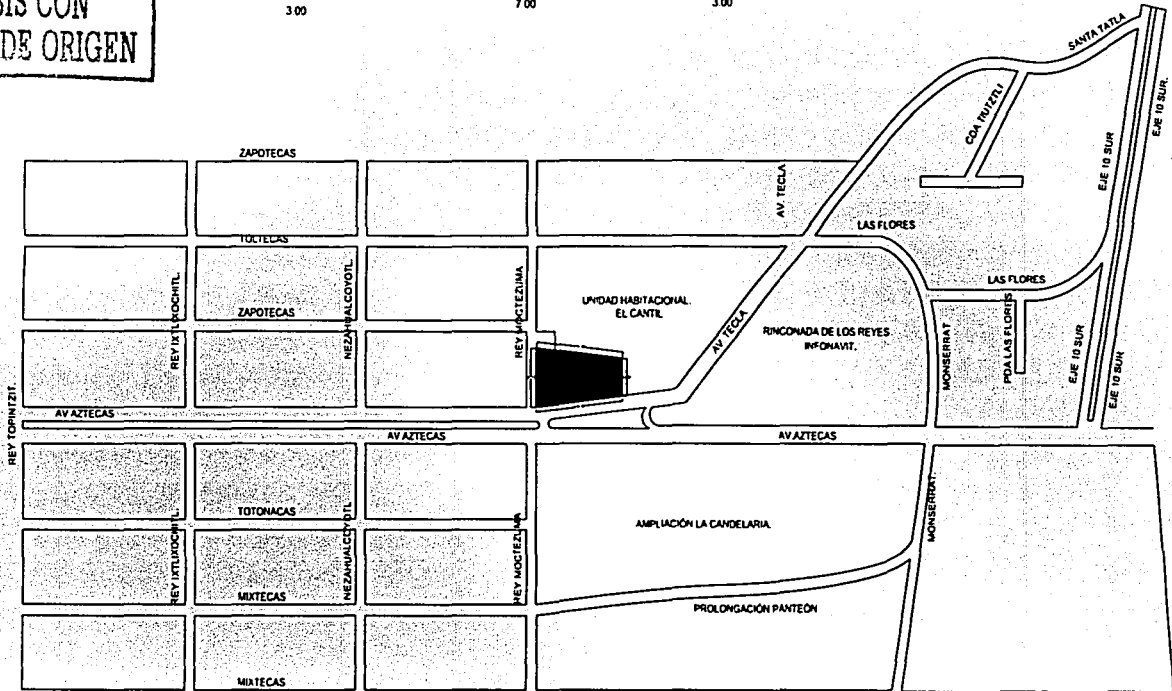 SIS CON
DE ORIGEN
3.00
7.00
3.00
SANTA TATLA
EJE 10 SUR.
CDA TIUTZTLI
EJE 10 SUR
ZAPOTECAS
AV. TECLA
LAS FLORES
TOLTECAS
REY IXTLIXOCHITL.
NEZAHUALCOYOTL.
REY MOCTEZUMA
UNIDAD HABITACIONAL.
EL CANTIL
LAS FLORES
ZAPOTECAS
AV TECLA
RINCONADA DE LOS REYES
INFONAVIT.
MONSERRAT
PDA LAS FLORES
EJE 10 SUR
EJE 10 SUR
REY TOPINTZIT.
AV AZTECAS
AV AZTECAS
AV.AZTECAS
REY IXTLIXOCHITL.
NEZAHUALCOYOTL
REY MOCTEZUMA
TOTONACAS
AMPLIACIÓN LA CANDELARIA.
MONSERRAT.
MIXTECAS
PROLONGACIÓN PANTEÓN
MIXTECAS